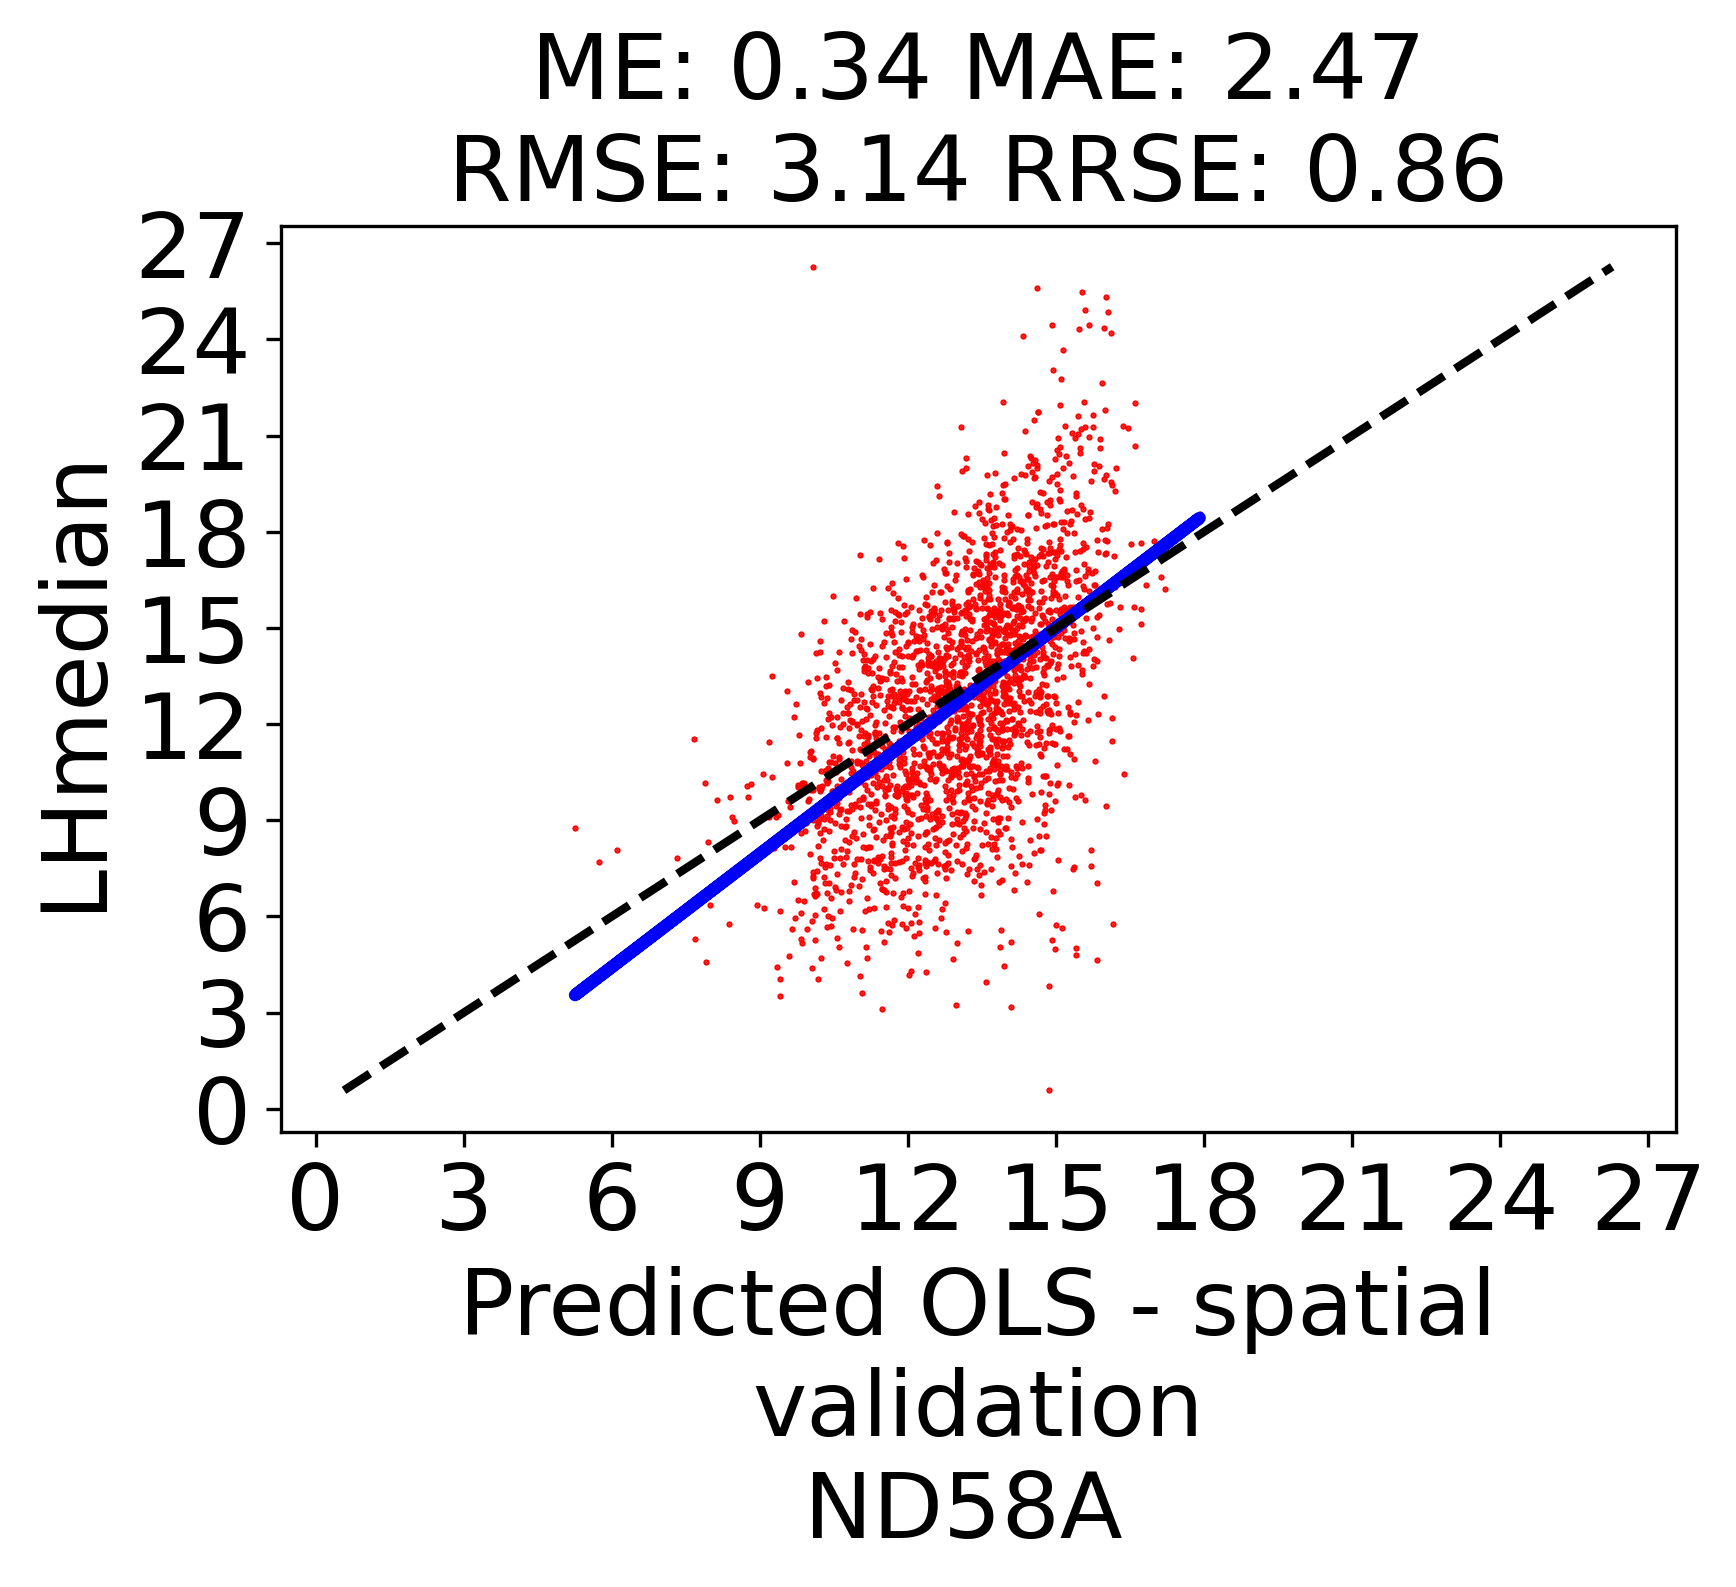 ME: 0.34 MAE: 2.47
RMSE: 3.14 RRSE: 0.86
27
24
21
18
15
12
9
6
3
0
LHmedian
0 3 6 9 12 15 18 21 24 27
Predicted OLS - spatial
validation
ND58A